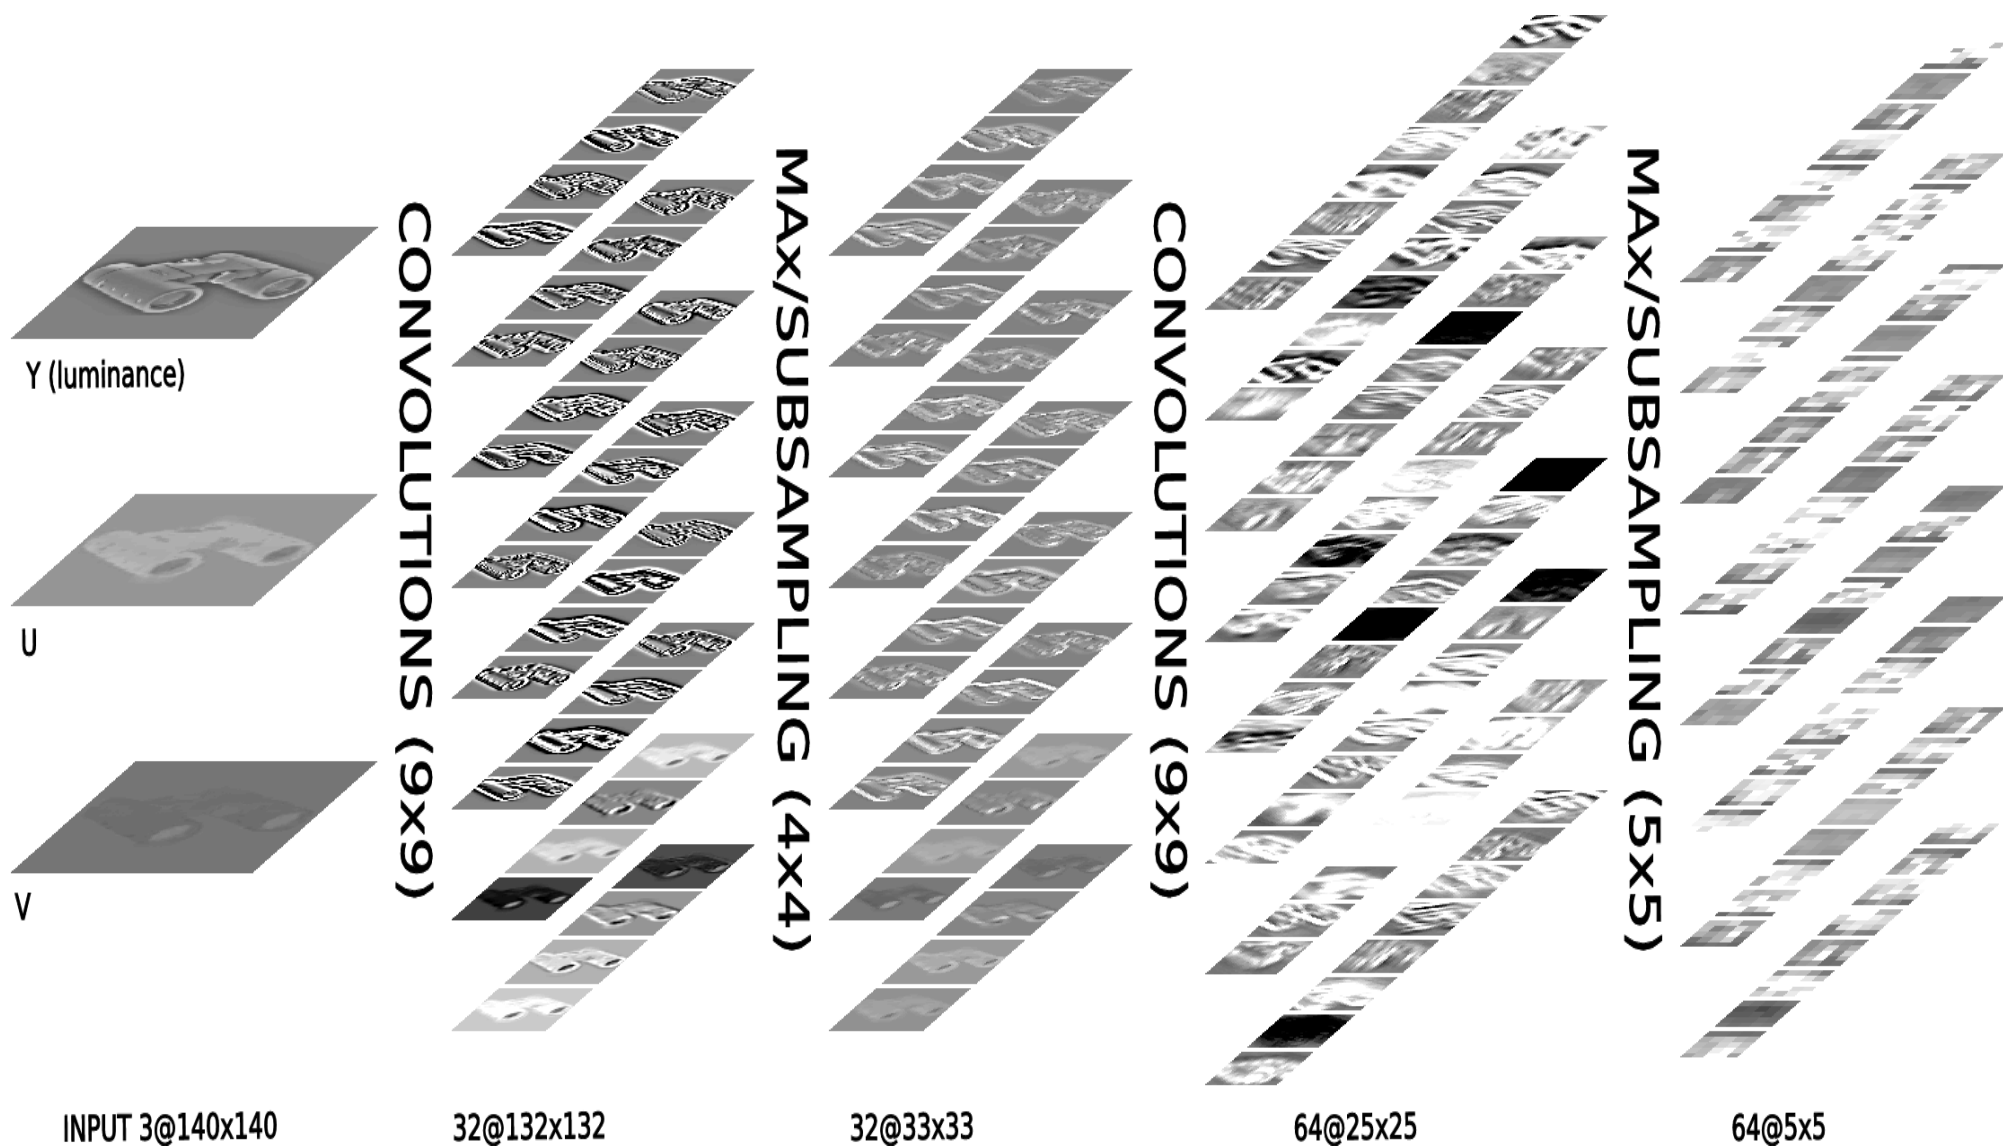 Y (luminance)
U
V
CONVOLUTIONS (9x9)
MAX/SUBSAMPLING (4x4)
CONVOLUTIONS (9x9)
MAX/SUBSAMPLING (5x5)
INPUT 3@140x140
32@132x132
32@33x33
64@25x25
64@5x5